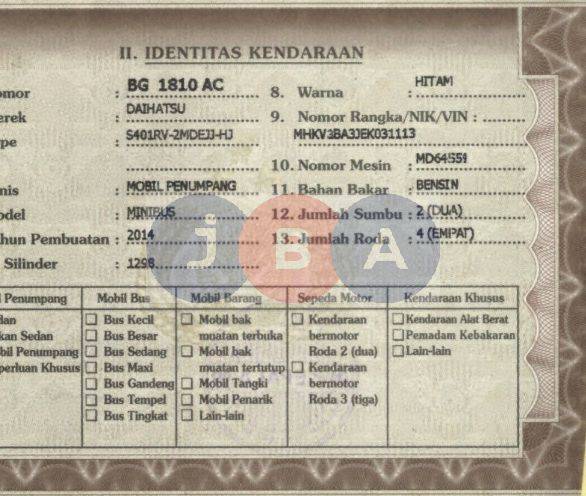 II. IDENTITAS KENDARAAN
omor : BG 1810 AC
8. Warna : HITAM
erek : DAIHATSU
9. Nomor Rangka/NIK/VIN :
pe : S401RV-2MDEJJ-HJ
MHKV3BA3JEK031113
10. Nomor Mesin :
nis : MOBIL PENUMPANG
11. Bahan Bakar : BENSIN
odel : MINIBUS
12. Jumlah Sumbu : 2 (DUA)
hun Pembuatan : 2014
13. Jumlah Roda : 4 (EMPAT)
Silinder : 1298
JBA
l Penumpang
dan
kan Sedan
bil Penumpang
perluan Khusus
Mobil Bus
Bus Kecil
Bus Besar
Bus Sedang
Bus Maxi
Bus Gandeng
Bus Tempel
Bus Tingkat
Mobil Barang
Mobil bak
muatan terbuka
Mobil bak
muatan tertutup
Mobil Tangki
Mobil Penarik
Lain-lain
Sepeda Motor
Kendaraan
bermotor
Roda 2 (dua)
Kendaraan
bermotor
Roda 3 (tiga)
Kendaraan Khusus
Kendaraan Alat Berat
Pemadam Kebakaran
Lain-lain